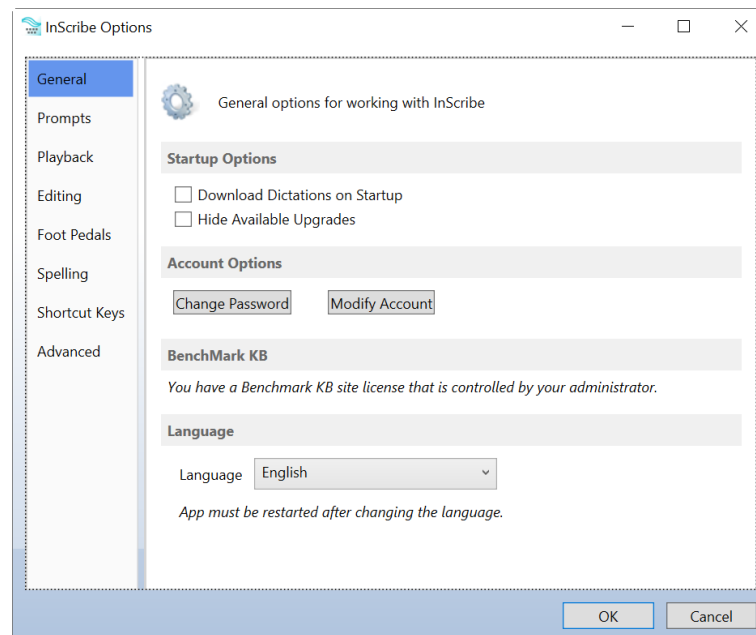 InScribe Options
General
Prompts
Playback
Editing
Foot Pedals
Spelling
Shortcut Keys
Advanced
General options for working with InScribe
Startup Options
Download Dictations on Startup
Hide Available Upgrades
Account Options
Change Password Modify Account
BenchMark KB
You have a Benchmark KB site license that is controlled by your administrator.
Language
Language English
App must be restarted after changing the language.
OK Cancel